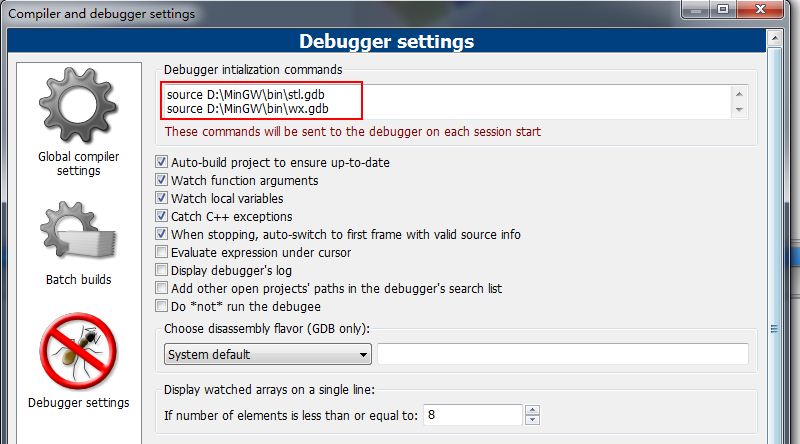 Compiler and debugger settings
Debugger settings
Global compiler
settings
Batch builds
Debugger settings
Debugger intialization commands
source D:\MinGW\bin\stl.gdb
source D:\MinGW\bin\wx.gdb
These commands will be sent to the debugger on each session start
Auto-build project to ensure up-to-date
Watch function arguments
Watch local variables
Catch C++ exceptions
When stopping, auto-switch to first frame with valid source info
Evaluate expression under cursor
Display debugger's log
Add other open projects' paths in the debugger's search list
Do *not* run the debugee
Choose disassembly flavor (GDB only):
System default
Display watched arrays on a single line:
If number of elements is less than or equal to: 8